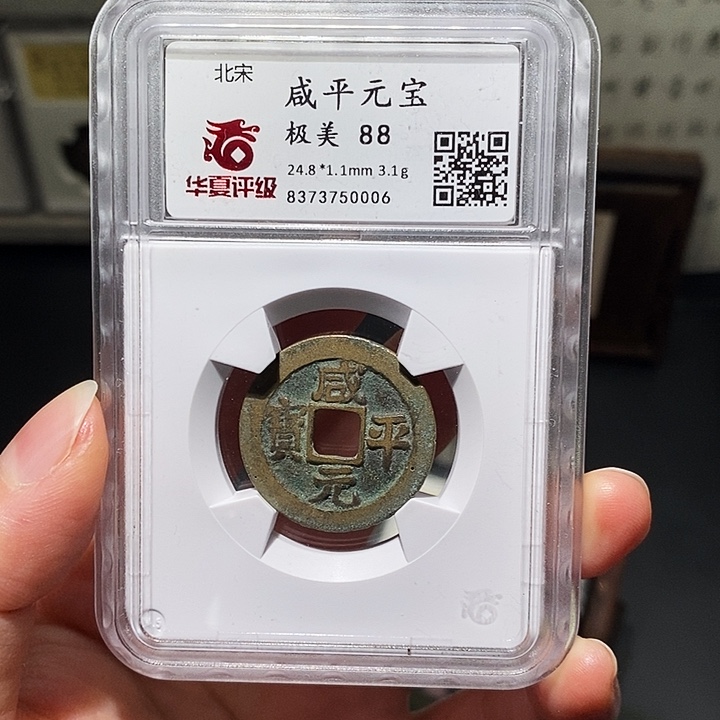 北宋
咸平元宝
极美 88
华夏评级
24.8*1.1mm 3.1g
8373750006
咸平元寶